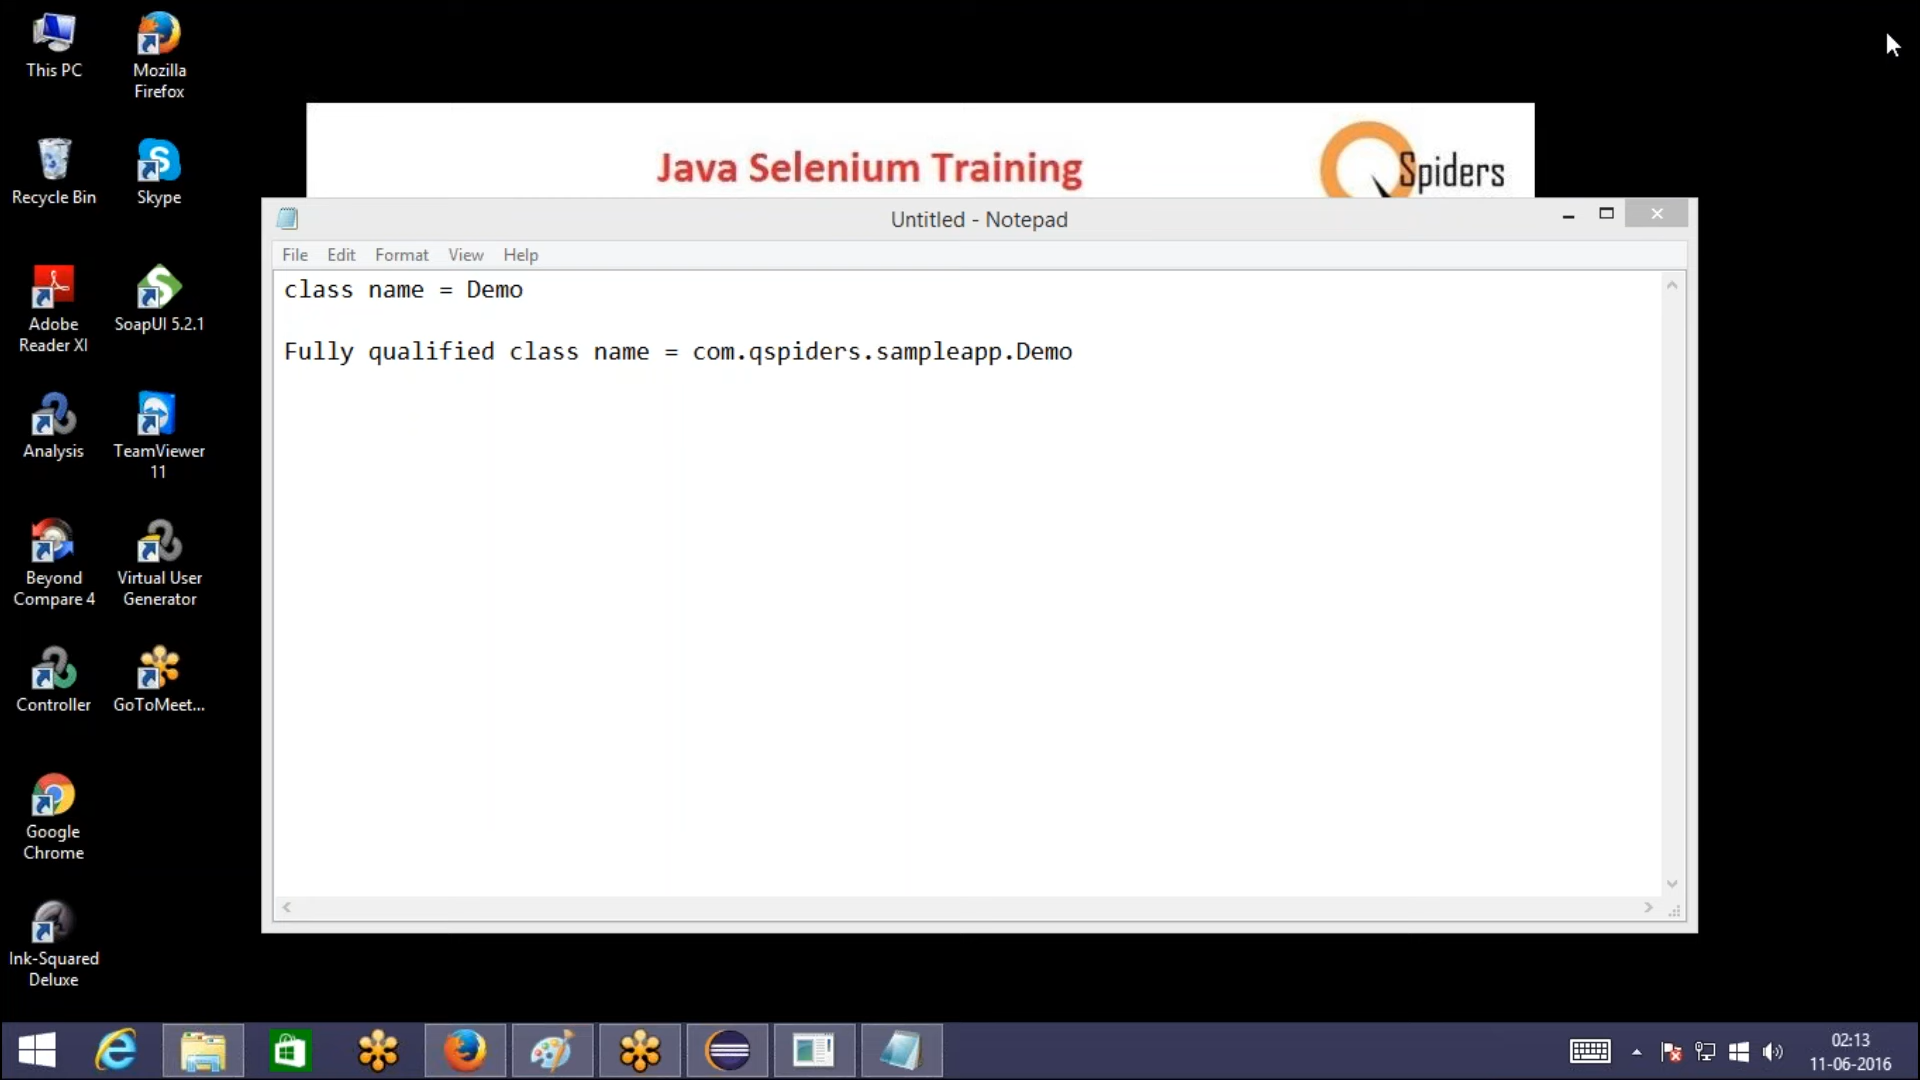 This PC
Mozilla
Firefox
Java Selenium Training
Spiders
Recycle Bin
Skype
Untitled - Notepad
File Edit Format View Help
class name = Demo
Fully qualified class name = com.qspiders.sampleapp.Demo
Adobe
Reader XI
SoapUI 5.2.1
Analysis
TeamViewer
11
Beyond
Compare 4
Virtual User
Generator
Controller
GoToMeet...
Google
Chrome
Ink-Squared
Deluxe
02:13
11-06-2016